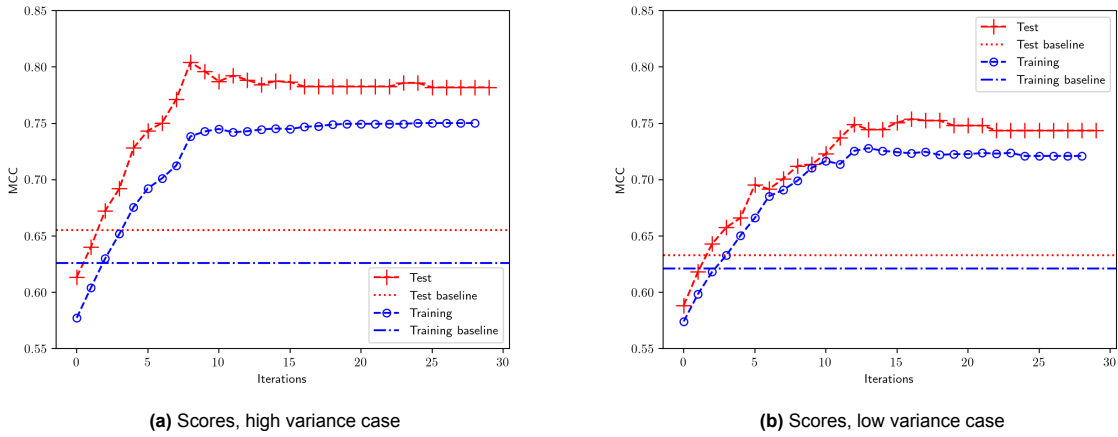 0.85
0.80
0.75
0.70
0.65
0.60
0.55
MCC
0 5 10 15 20 25 30
Iterations
Test
Test baseline
Training
Training baseline
(a) Scores, high variance case
0.85
0.80
0.75
0.70
0.65
0.60
0.55
MCC
0 5 10 15 20 25 30
Iterations
Test
Test baseline
Training
Training baseline
(b) Scores, low variance case